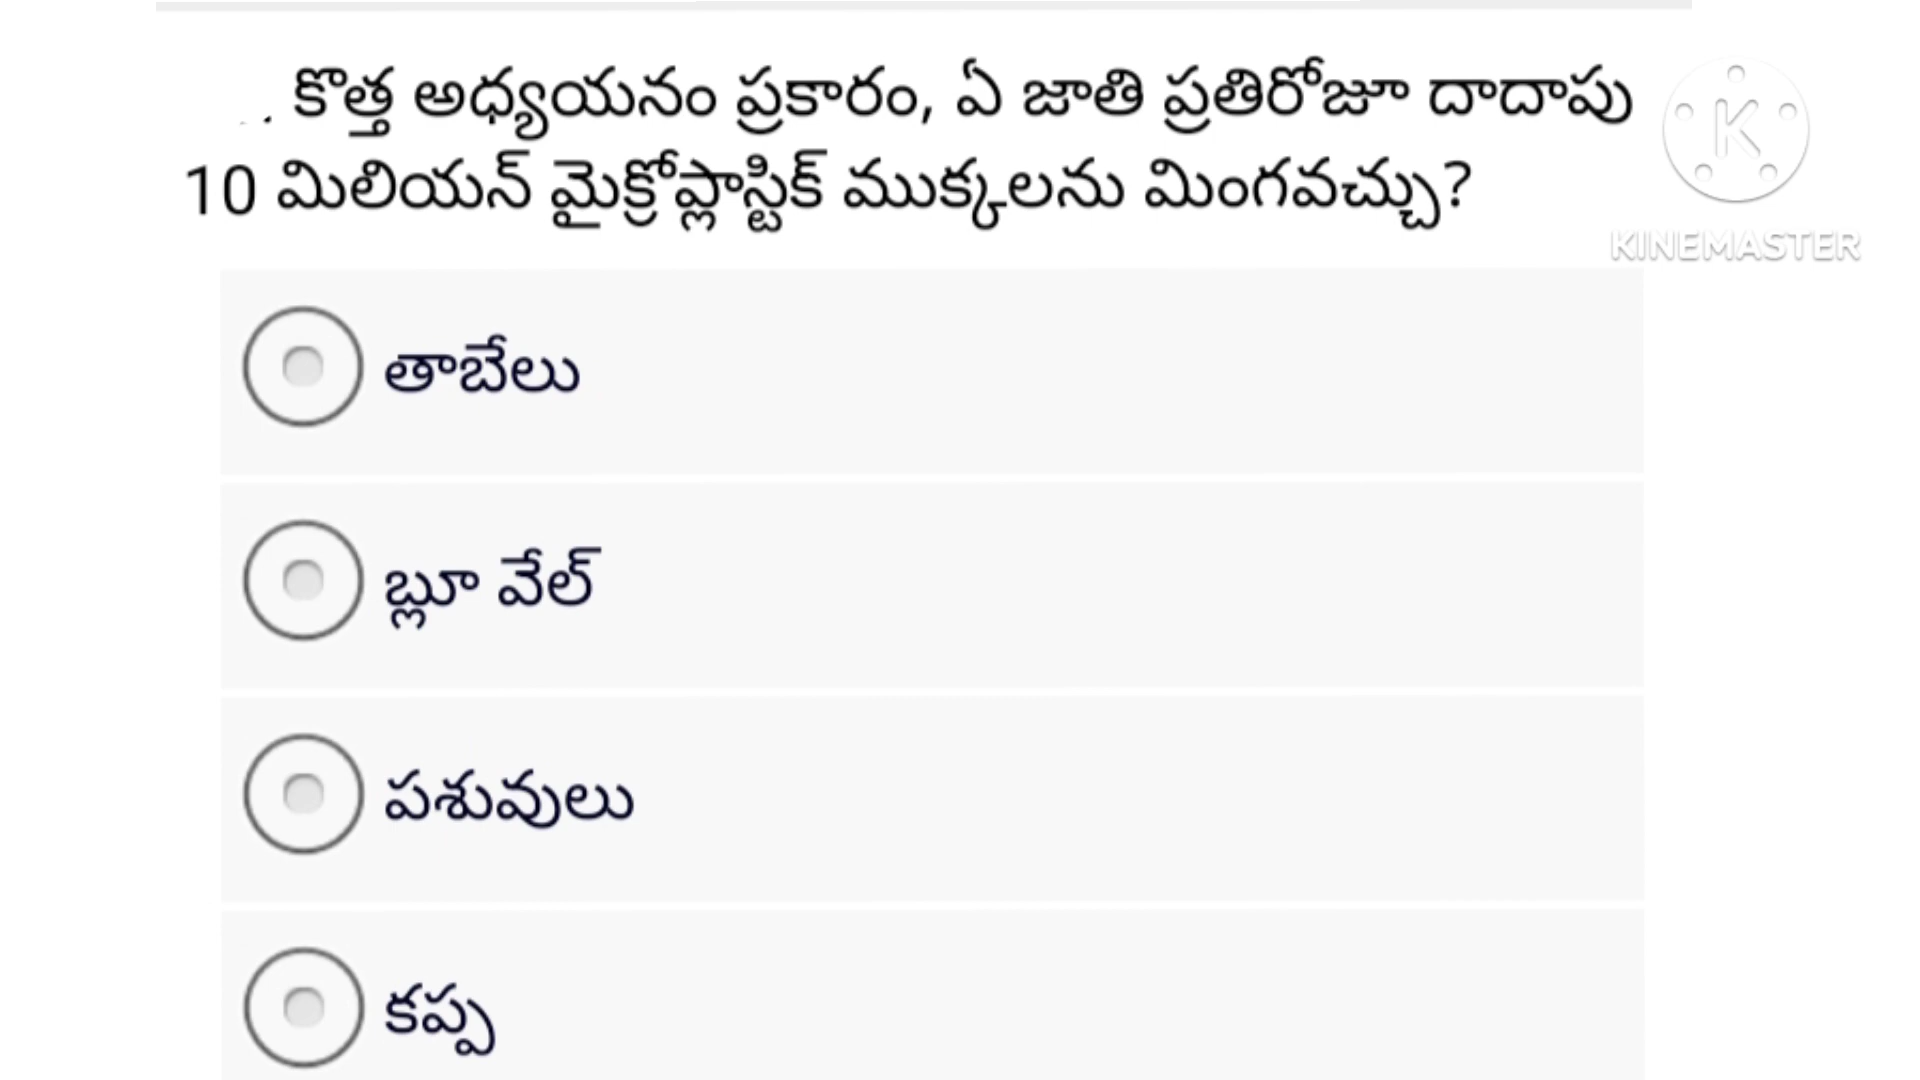 కొత్త అధ్యయనం ప్రకారం, ఏ జాతి ప్రతిరోజూ దాదాపు
10 మిలియన్ మైక్రోప్లాస్టిక్ ముక్కలను మింగవచ్చు?
K
KINEMASTER
తాబేలు
బ్లూ వేల్
పశువులు
కప్ప